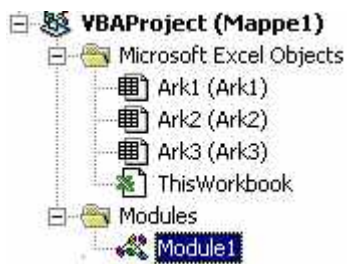 VBAProject (Mappe1)
Microsoft Excel Objects
Ark1 (Ark1)
Ark2 (Ark2)
Ark3 (Ark3)
ThisWorkbook
Modules
Module1